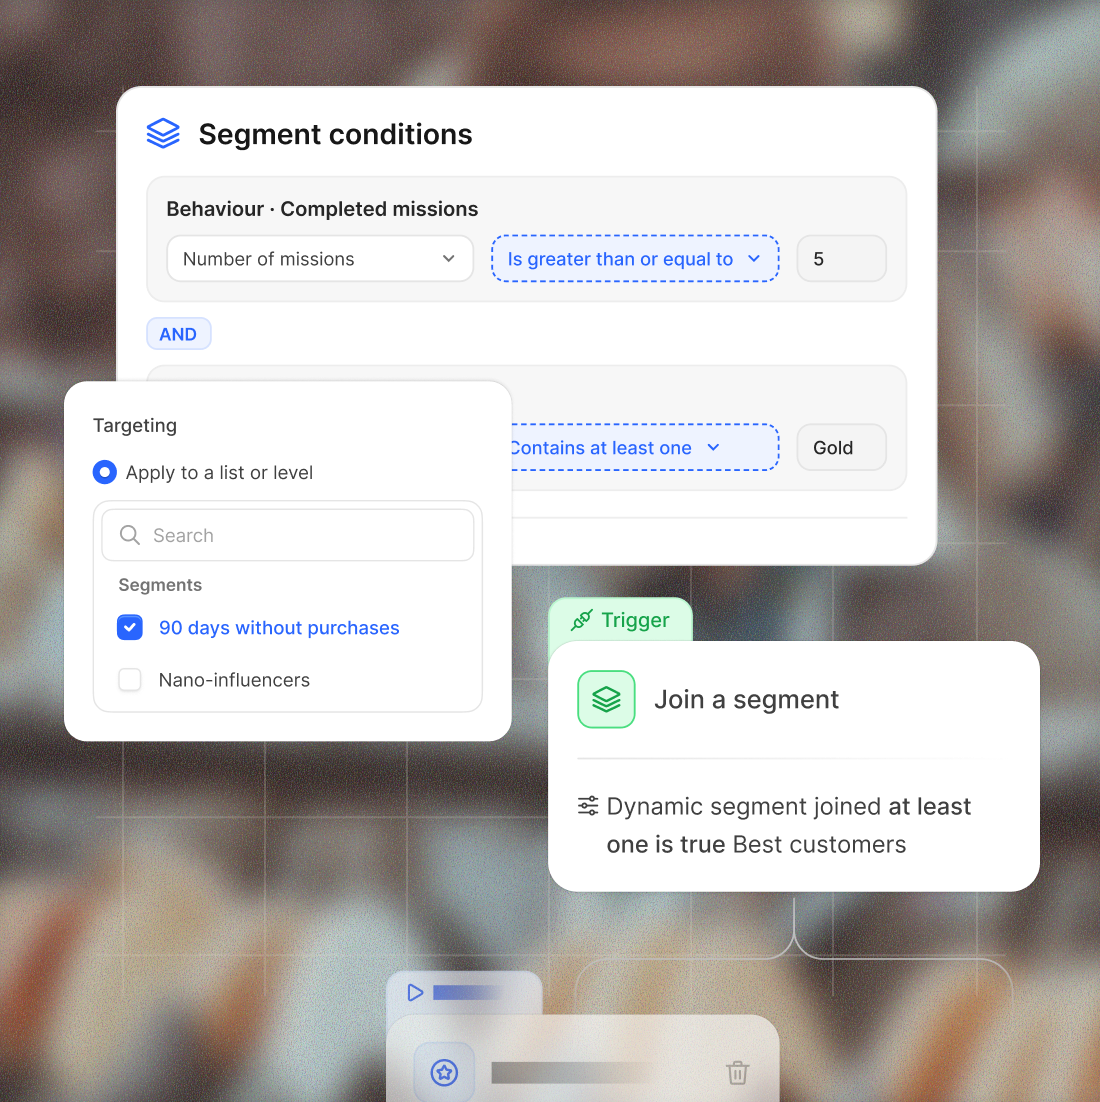 Segment conditions
Behaviour · Completed missions
Number of missions
Is greater than or equal to
5
AND
Contains at least one
Gold
Targeting
Apply to a list or level
Search
Segments
90 days without purchases
Nano-influencers
Trigger
Join a segment
Dynamic segment joined at least
one is true Best customers